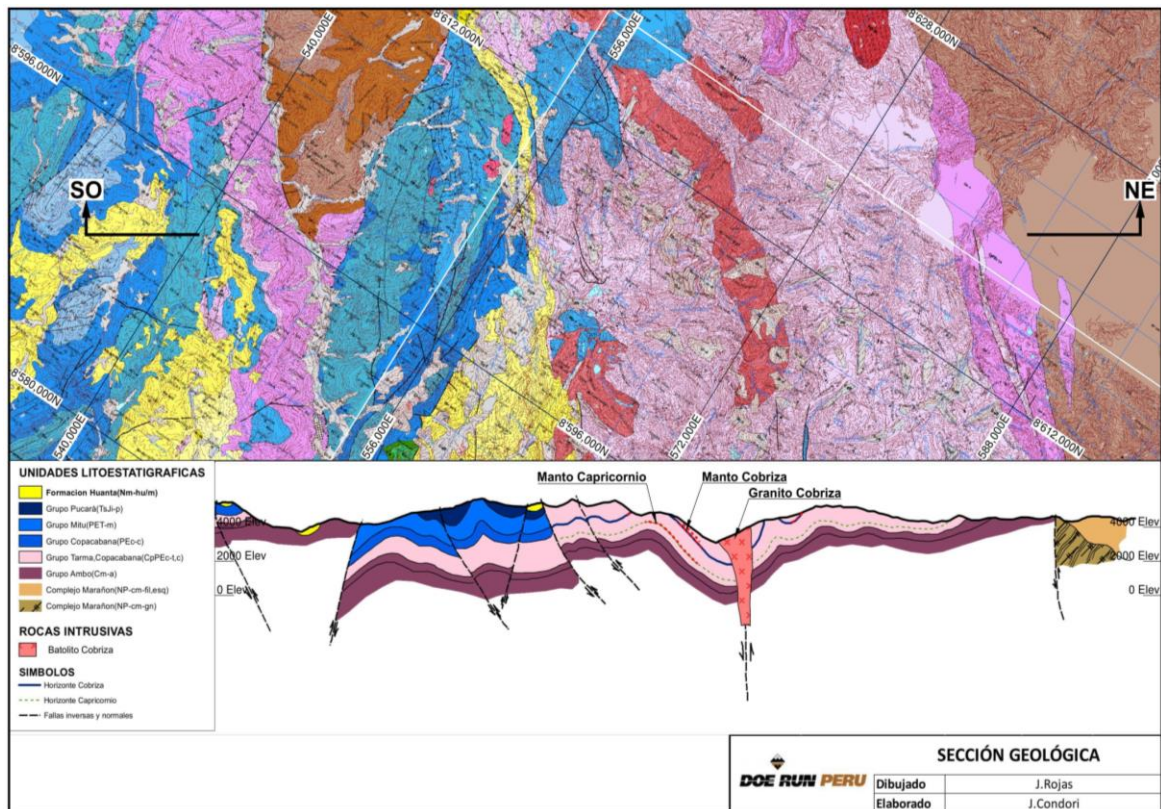 8'596,000N
540,000E
8'612,000N
556,000E
8'628,000N
SO
NE
8'580,000N
540,000E
556,000E
8'596,000N
572,000E
588,000E
8'612,000N
UNIDADES LITOESTATIGRAFICAS
Formacion Huanta(Nm-hu/m)
Grupo Pucará(TsJi-p)
Grupo Mitu(PET-m)
Grupo Copacabana(PEc-c)
Grupo Tarma,Copacabana(CpPEc-t,c)
Grupo Ambo(Cm-a)
Complejo Marañon(NP-cm-fil,esq)
Complejo Marañon(NP-cm-gn)
ROCAS INTRUSIVAS
Batolito Cobriza
SIMBOLOS
Horizonte Cobriza
Horizonte Capricornio
Fallas inversas y normales
Manto Capricornio
Manto Cobriza
Granito Cobriza
4000 Elev
2000 Elev
0 Elev
4000 Elev
2000 Elev
0 Elev
DOE RUN PERU
SECCIÓN GEOLÓGICA
Dibujado J.Rojas
Elaborado J.Condori